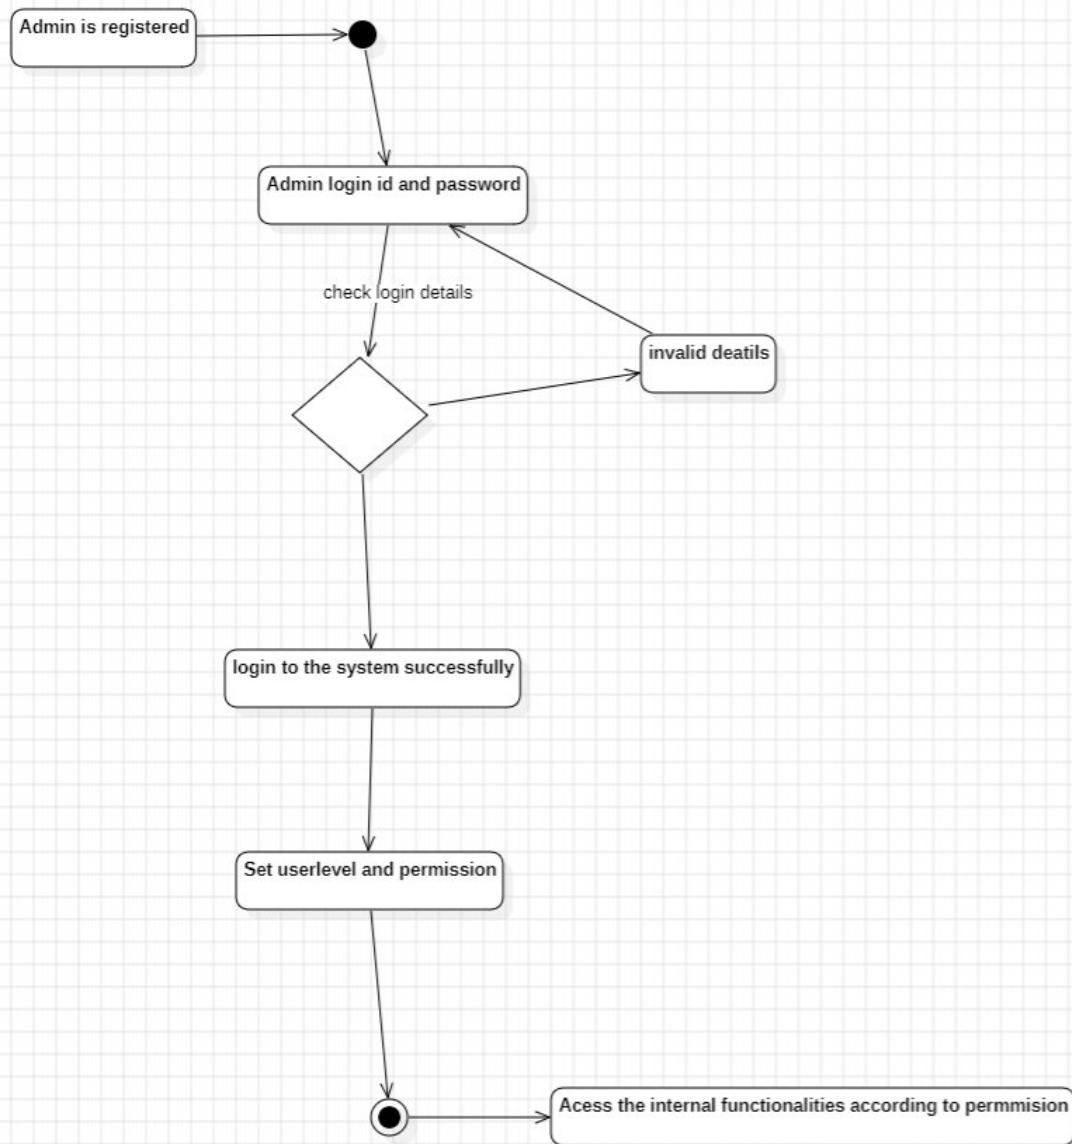 Admin is registered
Admin login id and password
check login details
invalid deatils
login to the system successfully
Set userlevel and permission
Acess the internal functionalities according to permmision